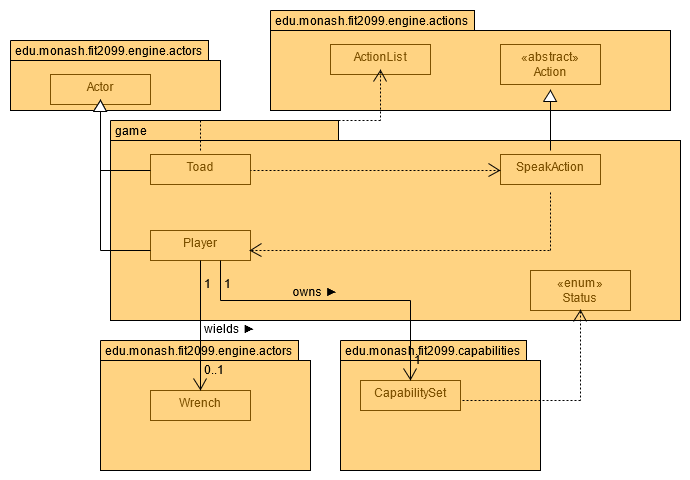 edu.monash.fit2099.engine.actions
edu.monash.fit2099.engine.actors
ActionList
«abstract»
Action
Actor
game
Toad
SpeakAction
Player
1
1
owns ►
«enum»
Status
wields ►
edu.monash.fit2099.engine.actors
edu.monash.fit2099.capabilities
0..1
1
Wrench
CapabilitySet